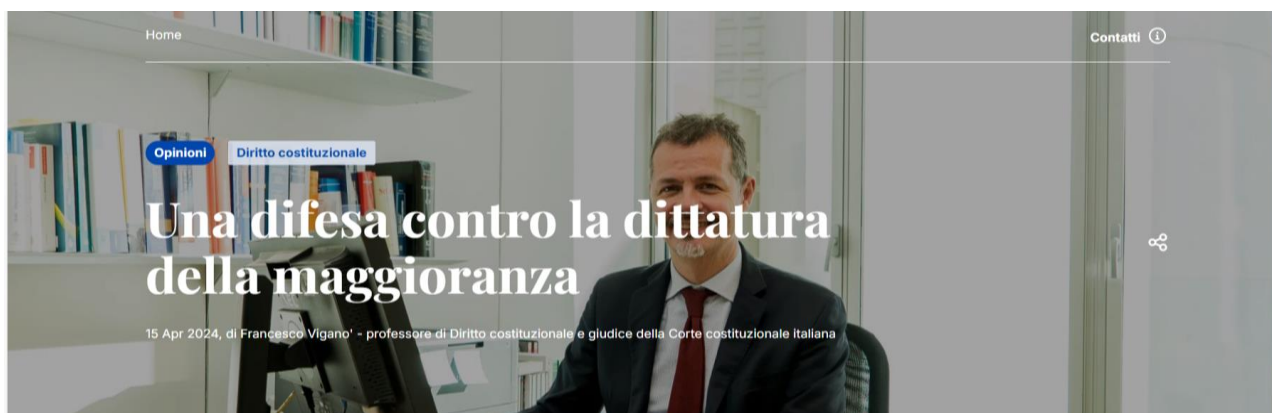 Home
Contatti
Opinioni
Diritto costituzionale
Una difesa contro la dittatura
della maggioranza
15 Apr 2024, di Francesco Vigano' - professore di Diritto costituzionale e giudice della Corte costituzionale italiana